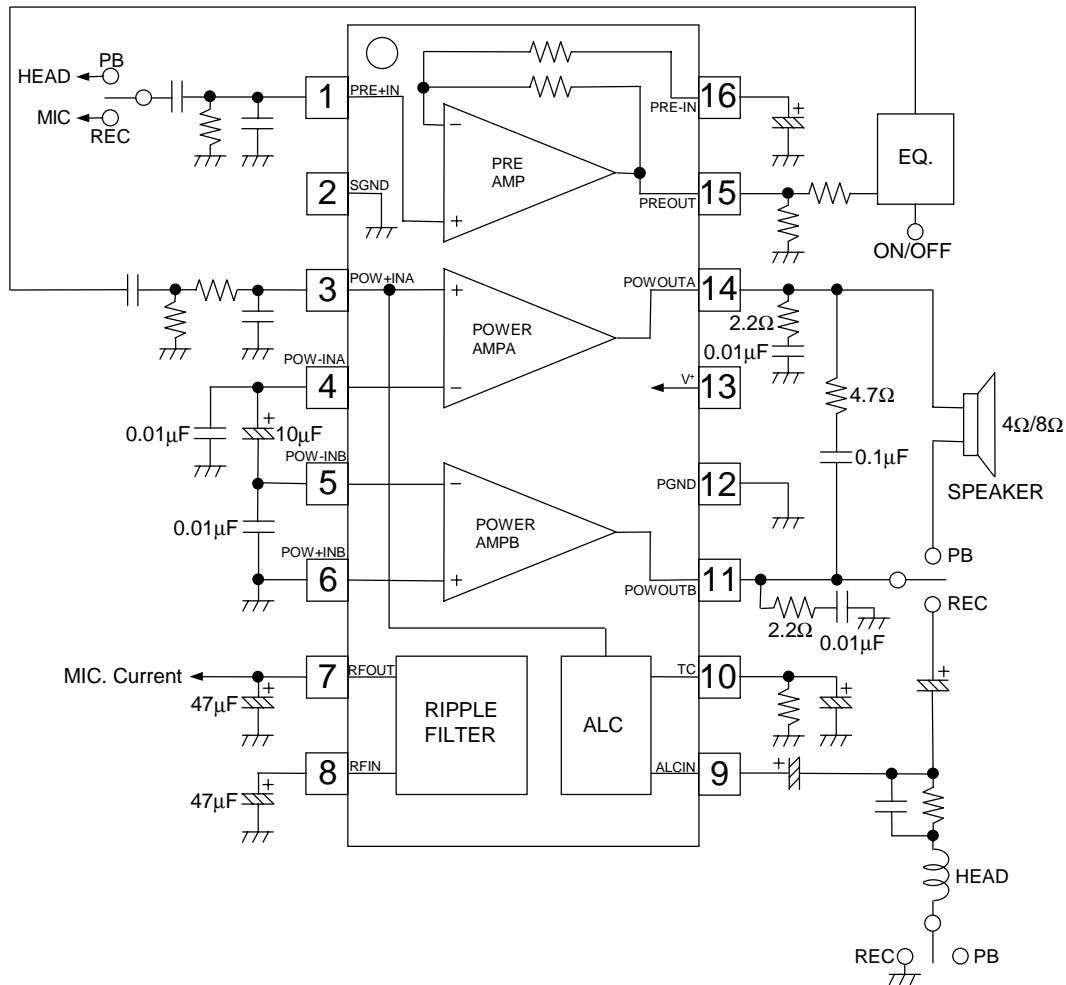 PB
HEAD
MIC
REC
1
PRE+IN
PRE-IN
16
PRE
AMP
EQ.
2
SGND
PREOUT
15
ON/OFF
3
POW+INA
POWOUTA
14
POWER
AMPA
2.2Ω
0.01µF
POW-INA
4
V+
13
4.7Ω
4Ω/8Ω
0.01µF
10µF
0.1µF
SPEAKER
POW-INB
5
PGND
12
POWER
AMPB
0.01µF
POW+INB
6
POWOUTB
11
PB
REC
2.2Ω
0.01µF
MIC. Current
7
RFOUT
TC
10
47µF
RIPPLE
FILTER
ALC
8
RFIN
ALCIN
9
47µF
HEAD
REC
PB